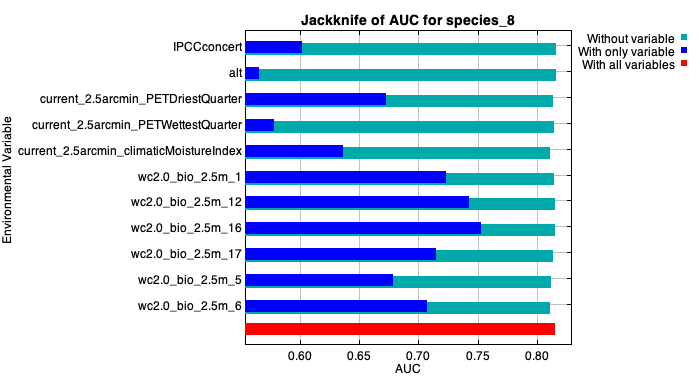 Jackknife of AUC for species_8
Without variable
With only variable
With all variables
Environmental Variable
IPCCconcert
alt
current_2.5arcmin_PETDriestQuarter
current_2.5arcmin_PETWettestQuarter
current_2.5arcmin_climaticMoistureIndex
wc2.0_bio_2.5m_1
wc2.0_bio_2.5m_12
wc2.0_bio_2.5m_16
wc2.0_bio_2.5m_17
wc2.0_bio_2.5m_5
wc2.0_bio_2.5m_6
0.60 0.65 0.70 0.75 0.80
AUC